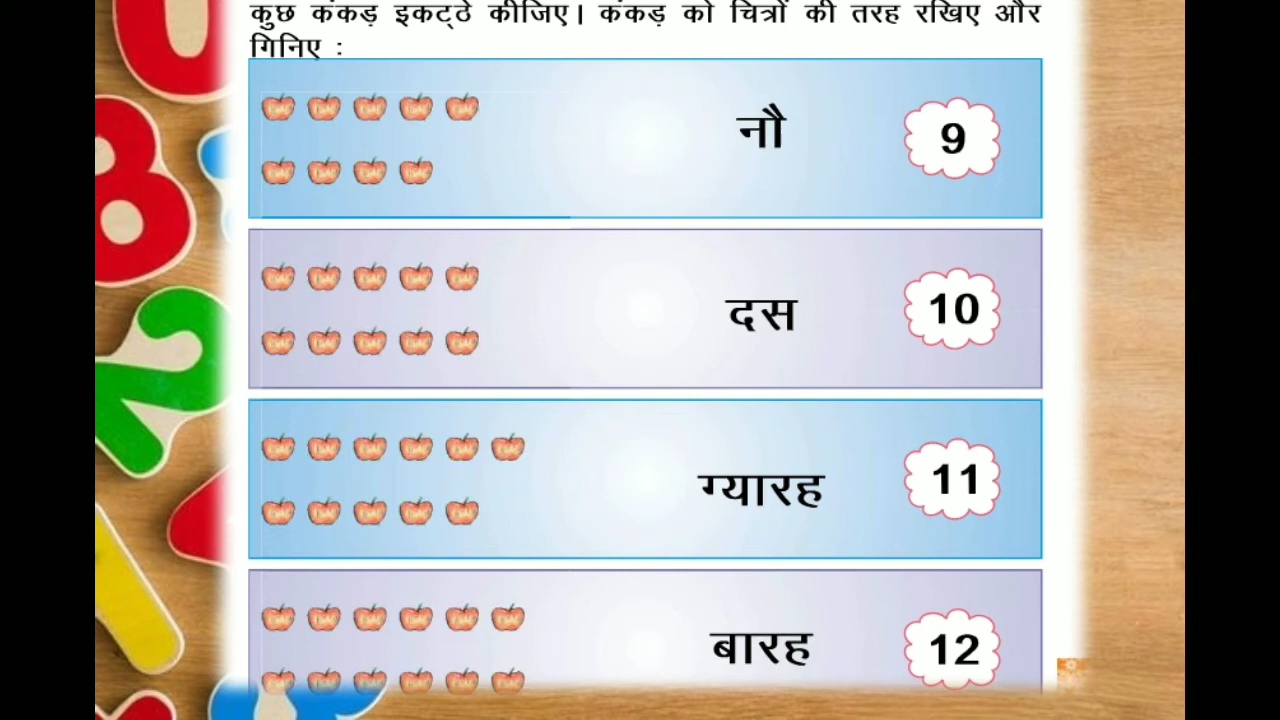 कुछ कंकड़ इकट्ठे कीजिए। कंकड़ को चित्रों की तरह रखिए और
गिनिए :
नौ 9
दस 10
ग्यारह 11
बारह 12